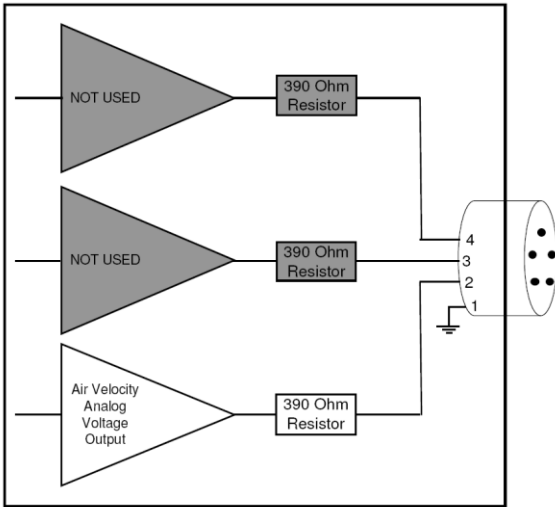 NOT USED
390 Ohm
Resistor
4
NOT USED
390 Ohm
Resistor
3
2
1
Air Velocity
Analog
Voltage
Output
390 Ohm
Resistor